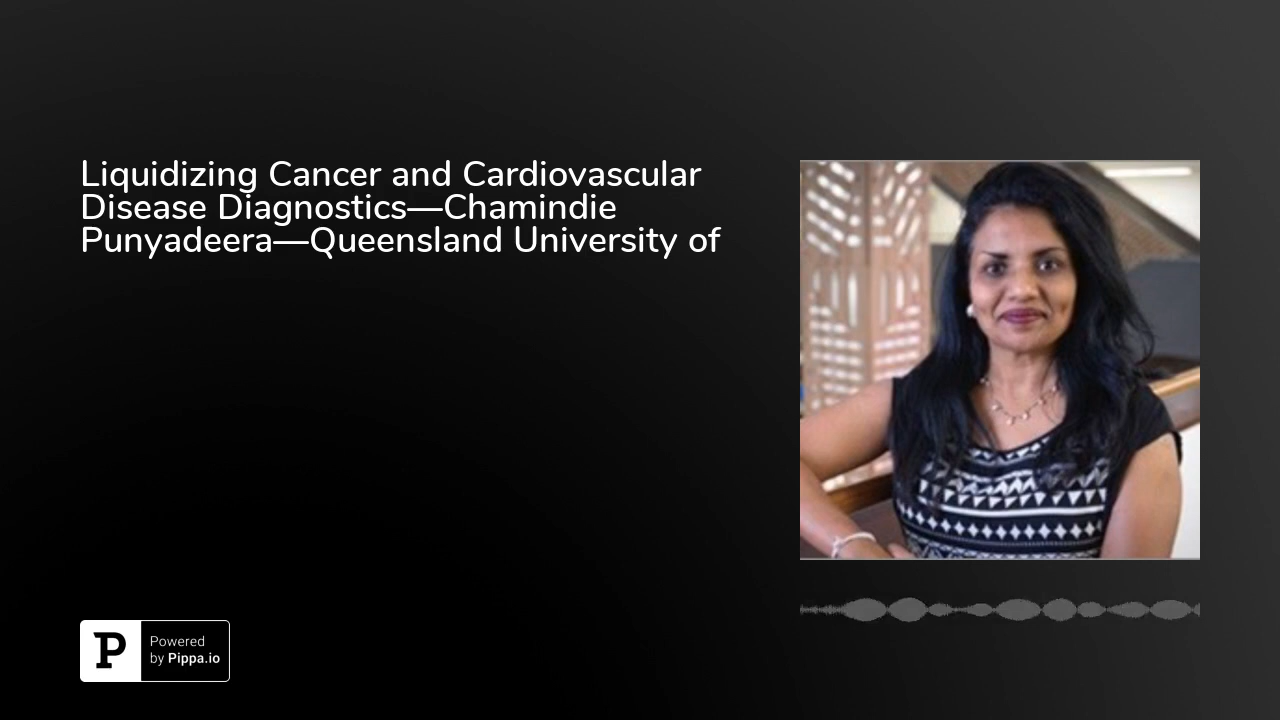 Liquidizing Cancer and Cardiovascular
Disease Diagnostics—Chamindie
Punyadeera—Queensland University of
P
Powered
by Pippa.io